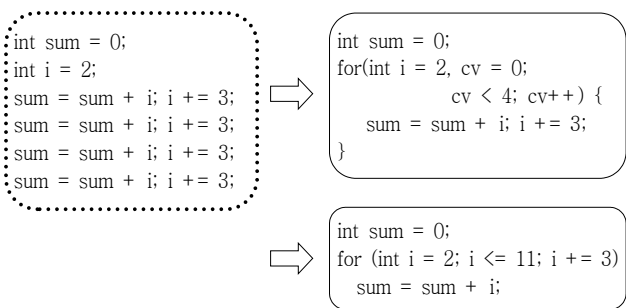 int sum = 0;
int i = 2;
sum = sum + i; i += 3;
sum = sum + i; i += 3;
sum = sum + i; i += 3;
sum = sum + i; i += 3;
int sum = 0;
for(int i = 2, cv = 0;
cv < 4; cv++) {
sum = sum + i; i += 3;
}
int sum = 0;
for (int i = 2; i <= 11; i += 3)
sum = sum + i;